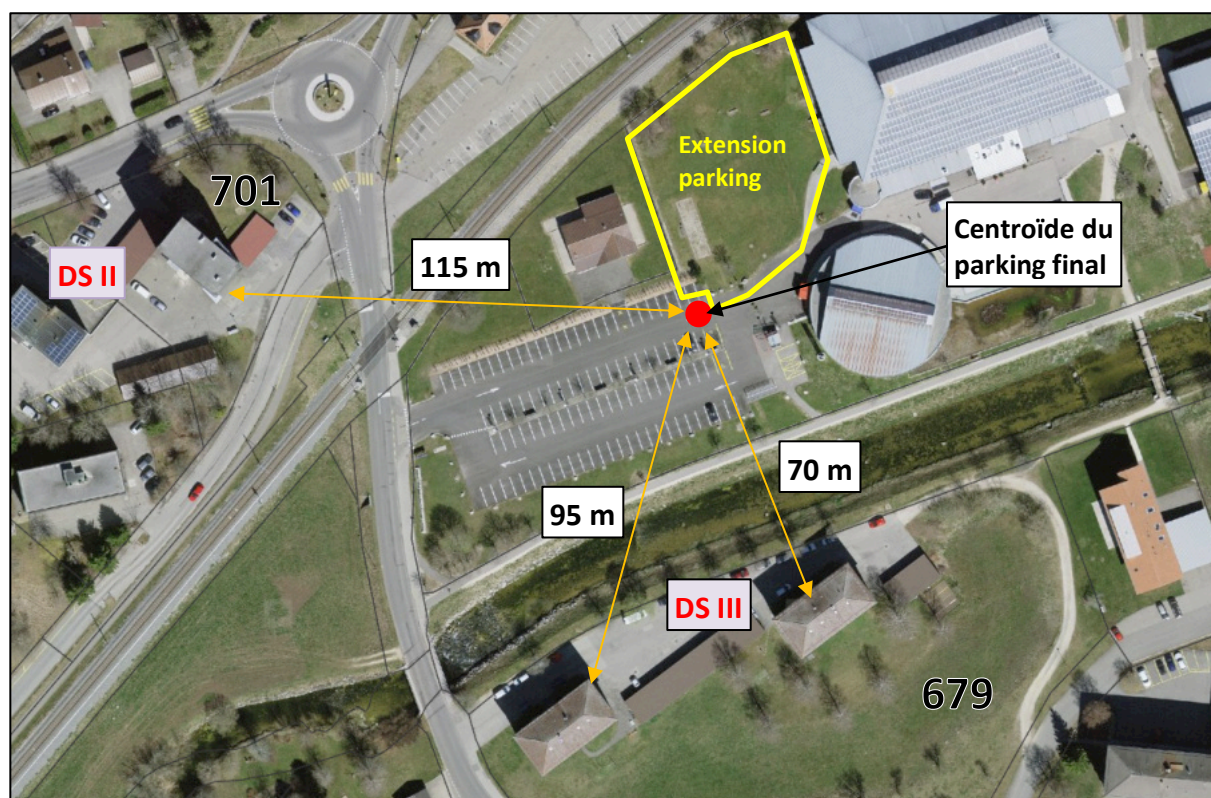 701
Extension
parking
DS II
115 m
Centroïde du
parking final
95 m
70 m
DS III
679